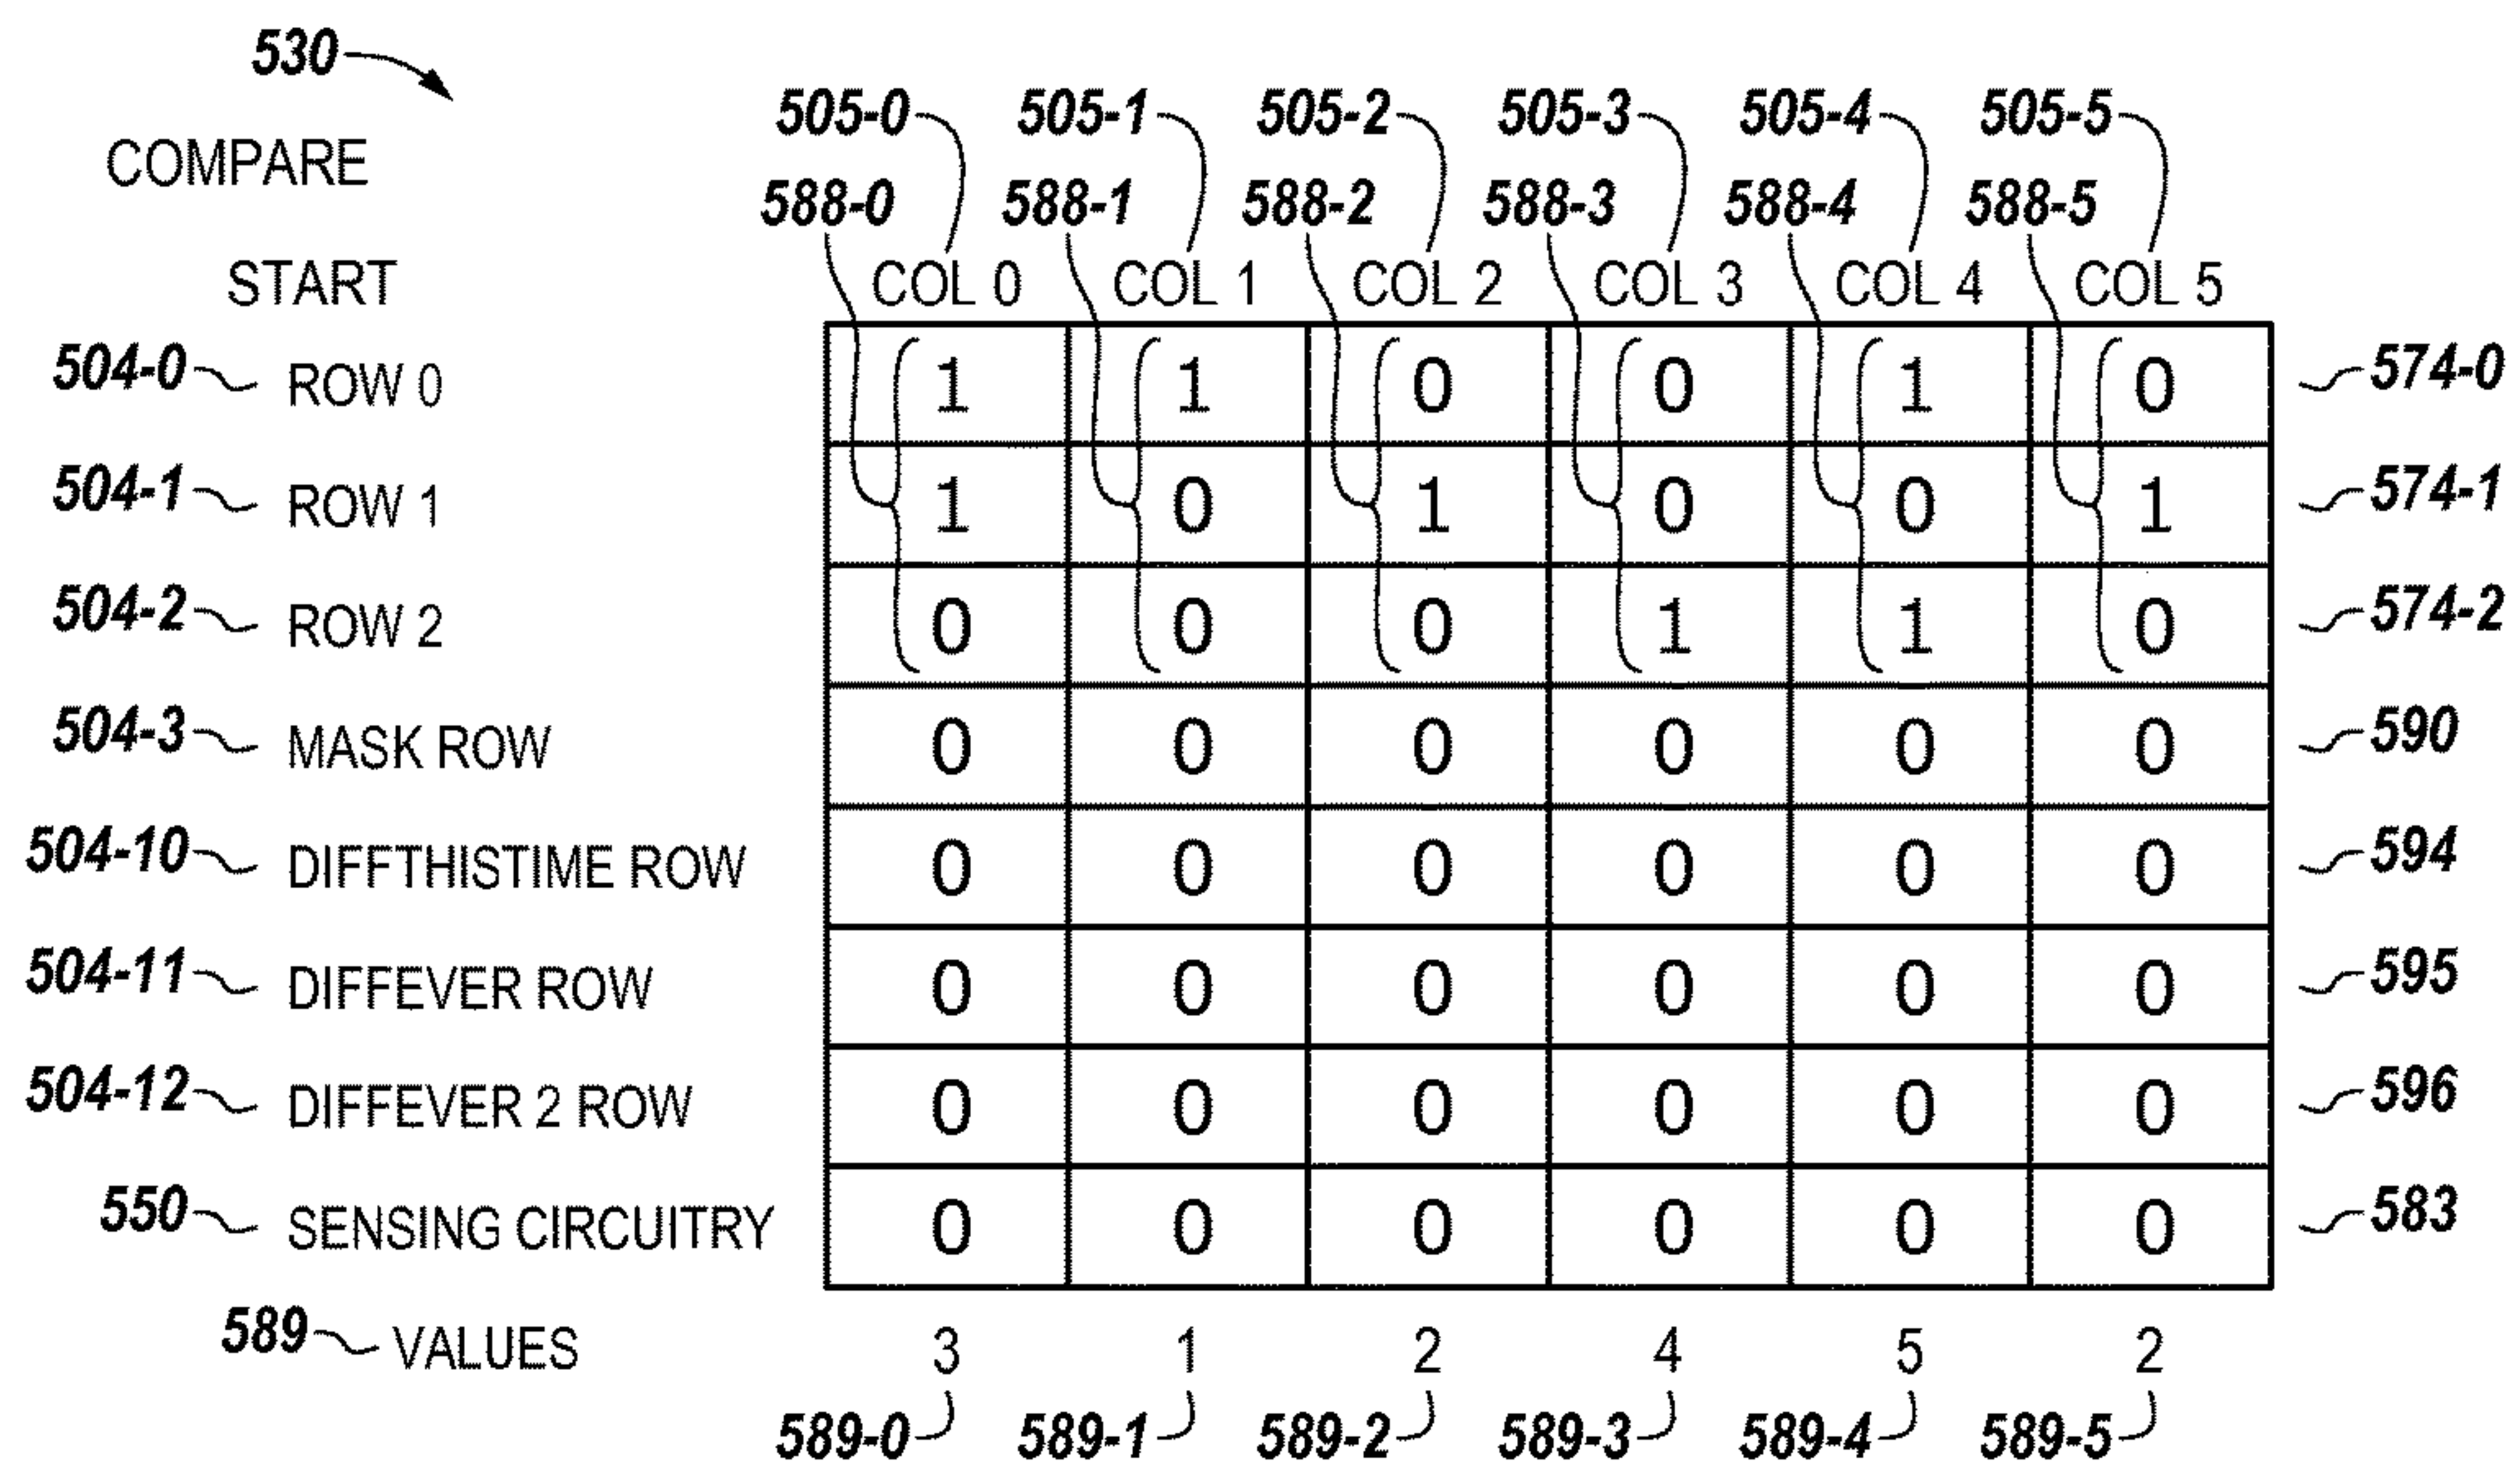 530
COMPARE
505-0 505-1 505-2 505-3 505-4 505-5
588-0 588-1 588-2 588-3 588-4 588-5
START COL 0 COL 1 COL 2 COL 3 COL 4 COL 5
504-0 ROW 0 1 1 0 0 1 0 574-0
504-1 ROW 1 1 0 1 0 0 1 574-1
504-2 ROW 2 0 0 0 1 1 0 574-2
504-3 MASK ROW 0 0 0 0 0 0 590
504-10 DIFFTHISTIME ROW 0 0 0 0 0 0 594
504-11 DIFFEVER ROW 0 0 0 0 0 0 595
504-12 DIFFEVER 2 ROW 0 0 0 0 0 0 596
550 SENSING CIRCUITRY 0 0 0 0 0 0 583
589 VALUES 3 1 2 4 5 2
589-0 589-1 589-2 589-3 589-4 589-5